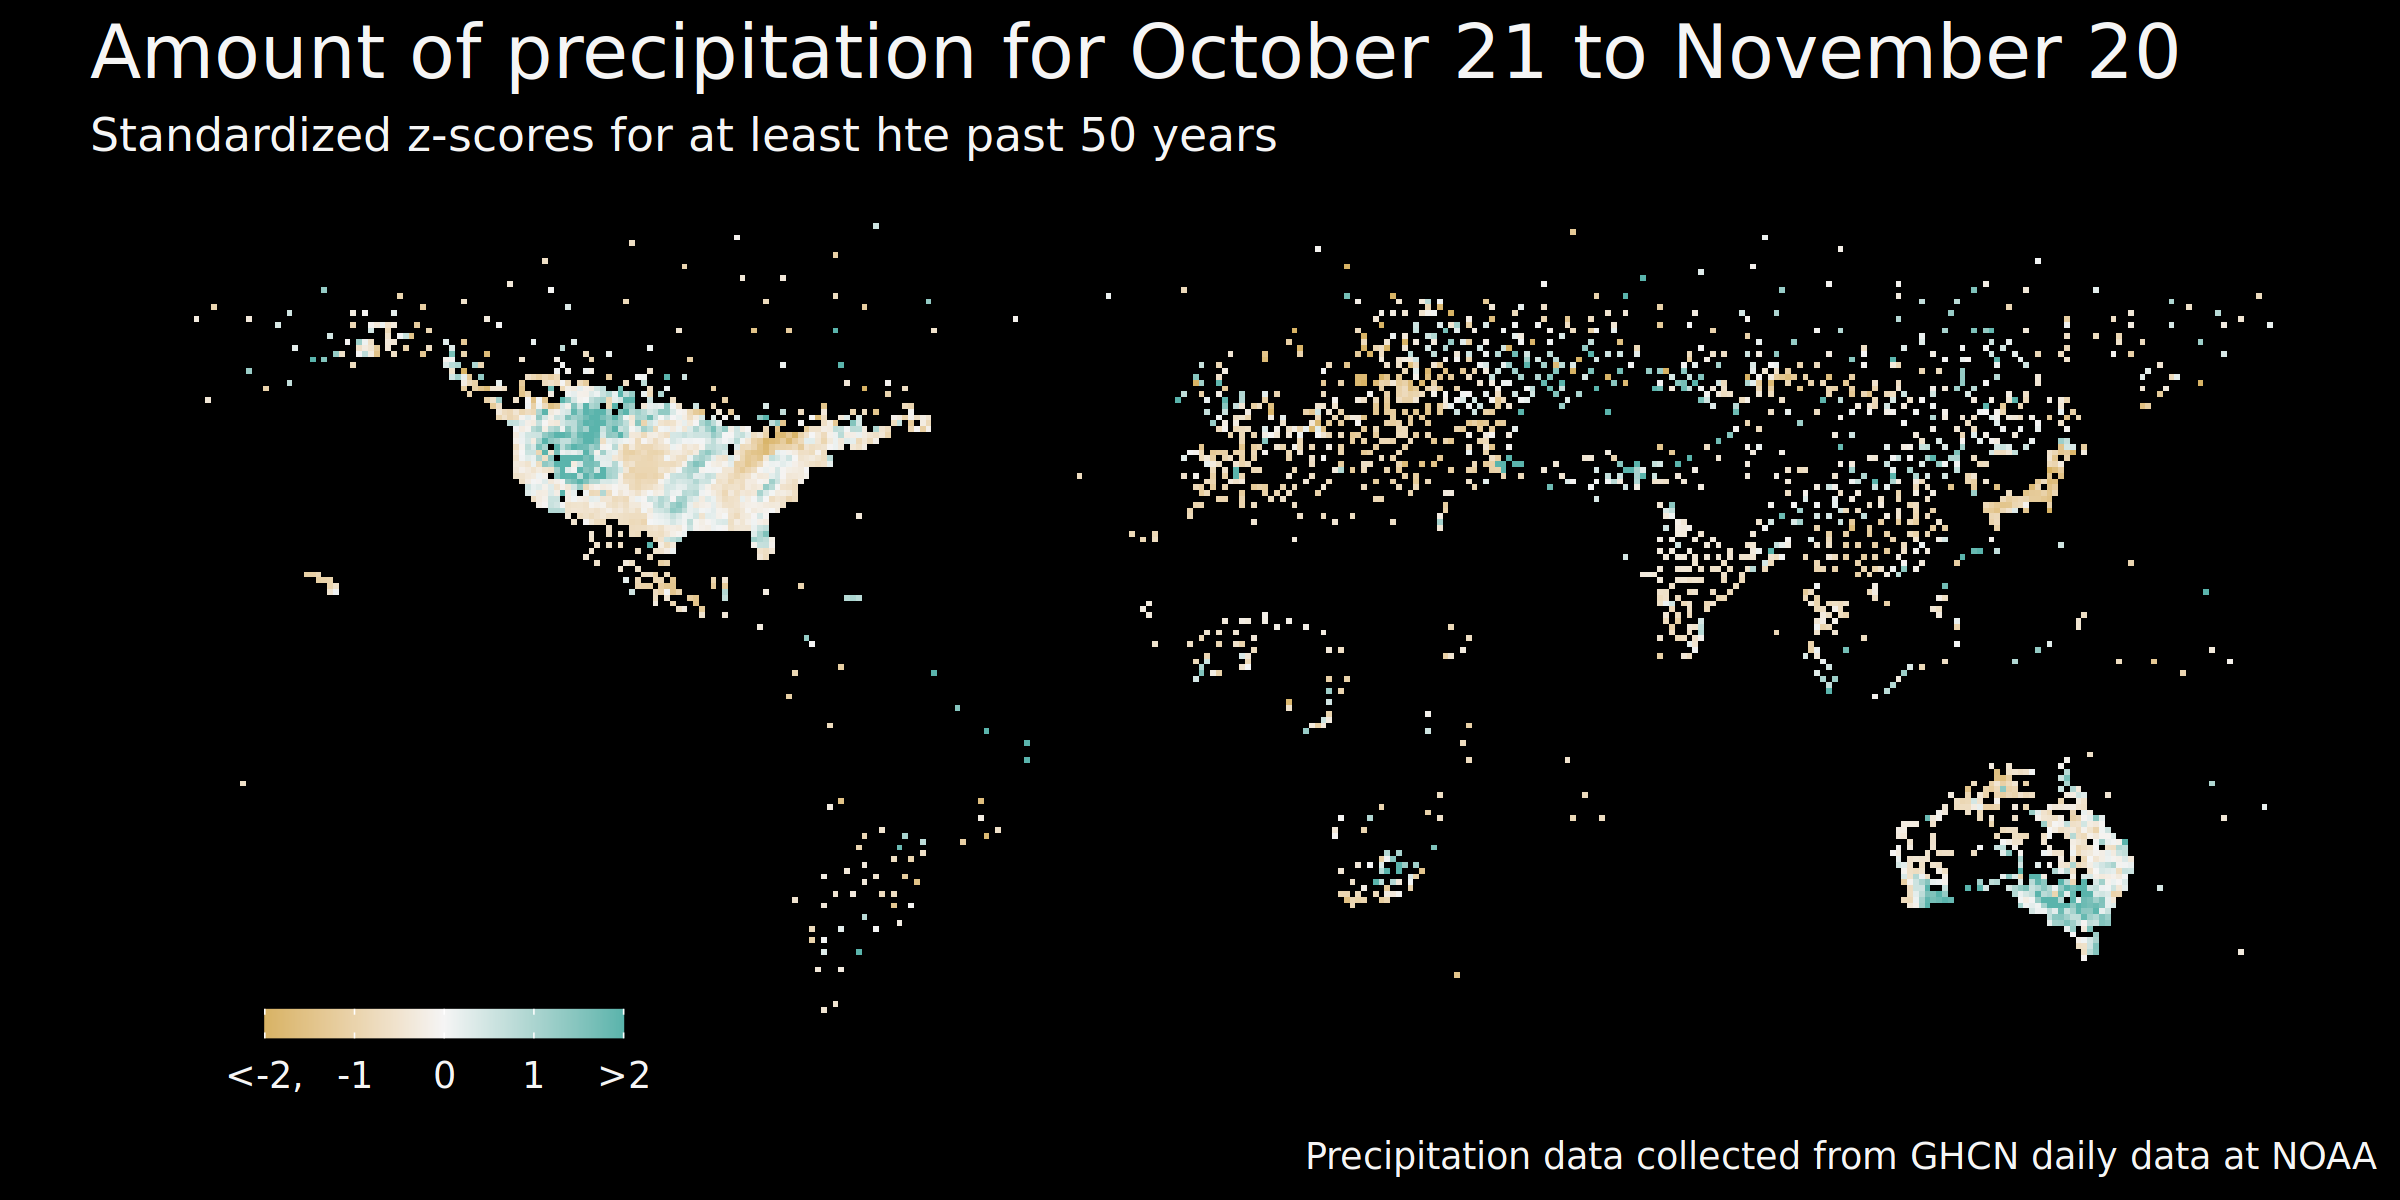 Amount of precipitation for October 21 to November 20
Standardized z-scores for at least hte past 50 years
<-2, -1 0 1 >2
Precipitation data collected from GHCN daily data at NOAA